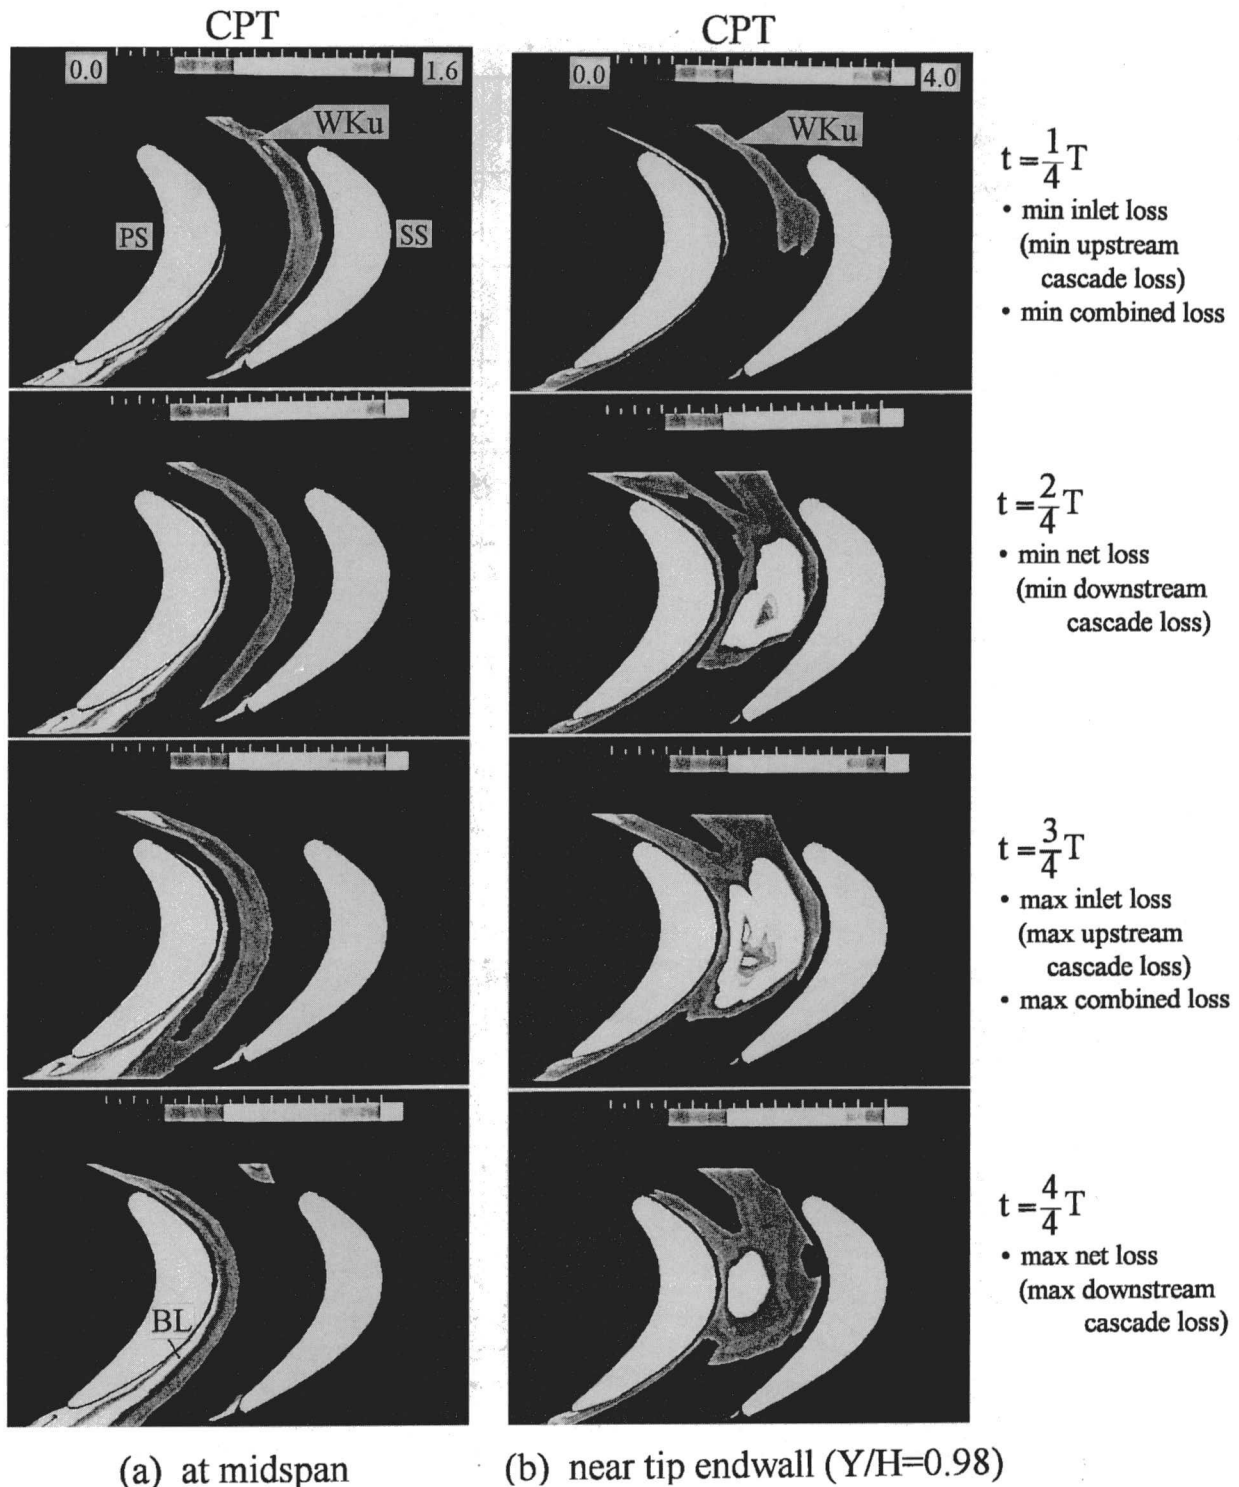 CPT
CPT
0.0
1.6
0.0
4.0
WKu
WKu
PS
SS
t = 1/4 T
• min inlet loss
(min upstream
cascade loss)
• min combined loss
t = 2/4 T
• min net loss
(min downstream
cascade loss)
t = 3/4 T
• max inlet loss
(max upstream
cascade loss)
• max combined loss
t = 4/4 T
• max net loss
(max downstream
cascade loss)
BL
(a) at midspan
(b) near tip endwall (Y/H=0.98)